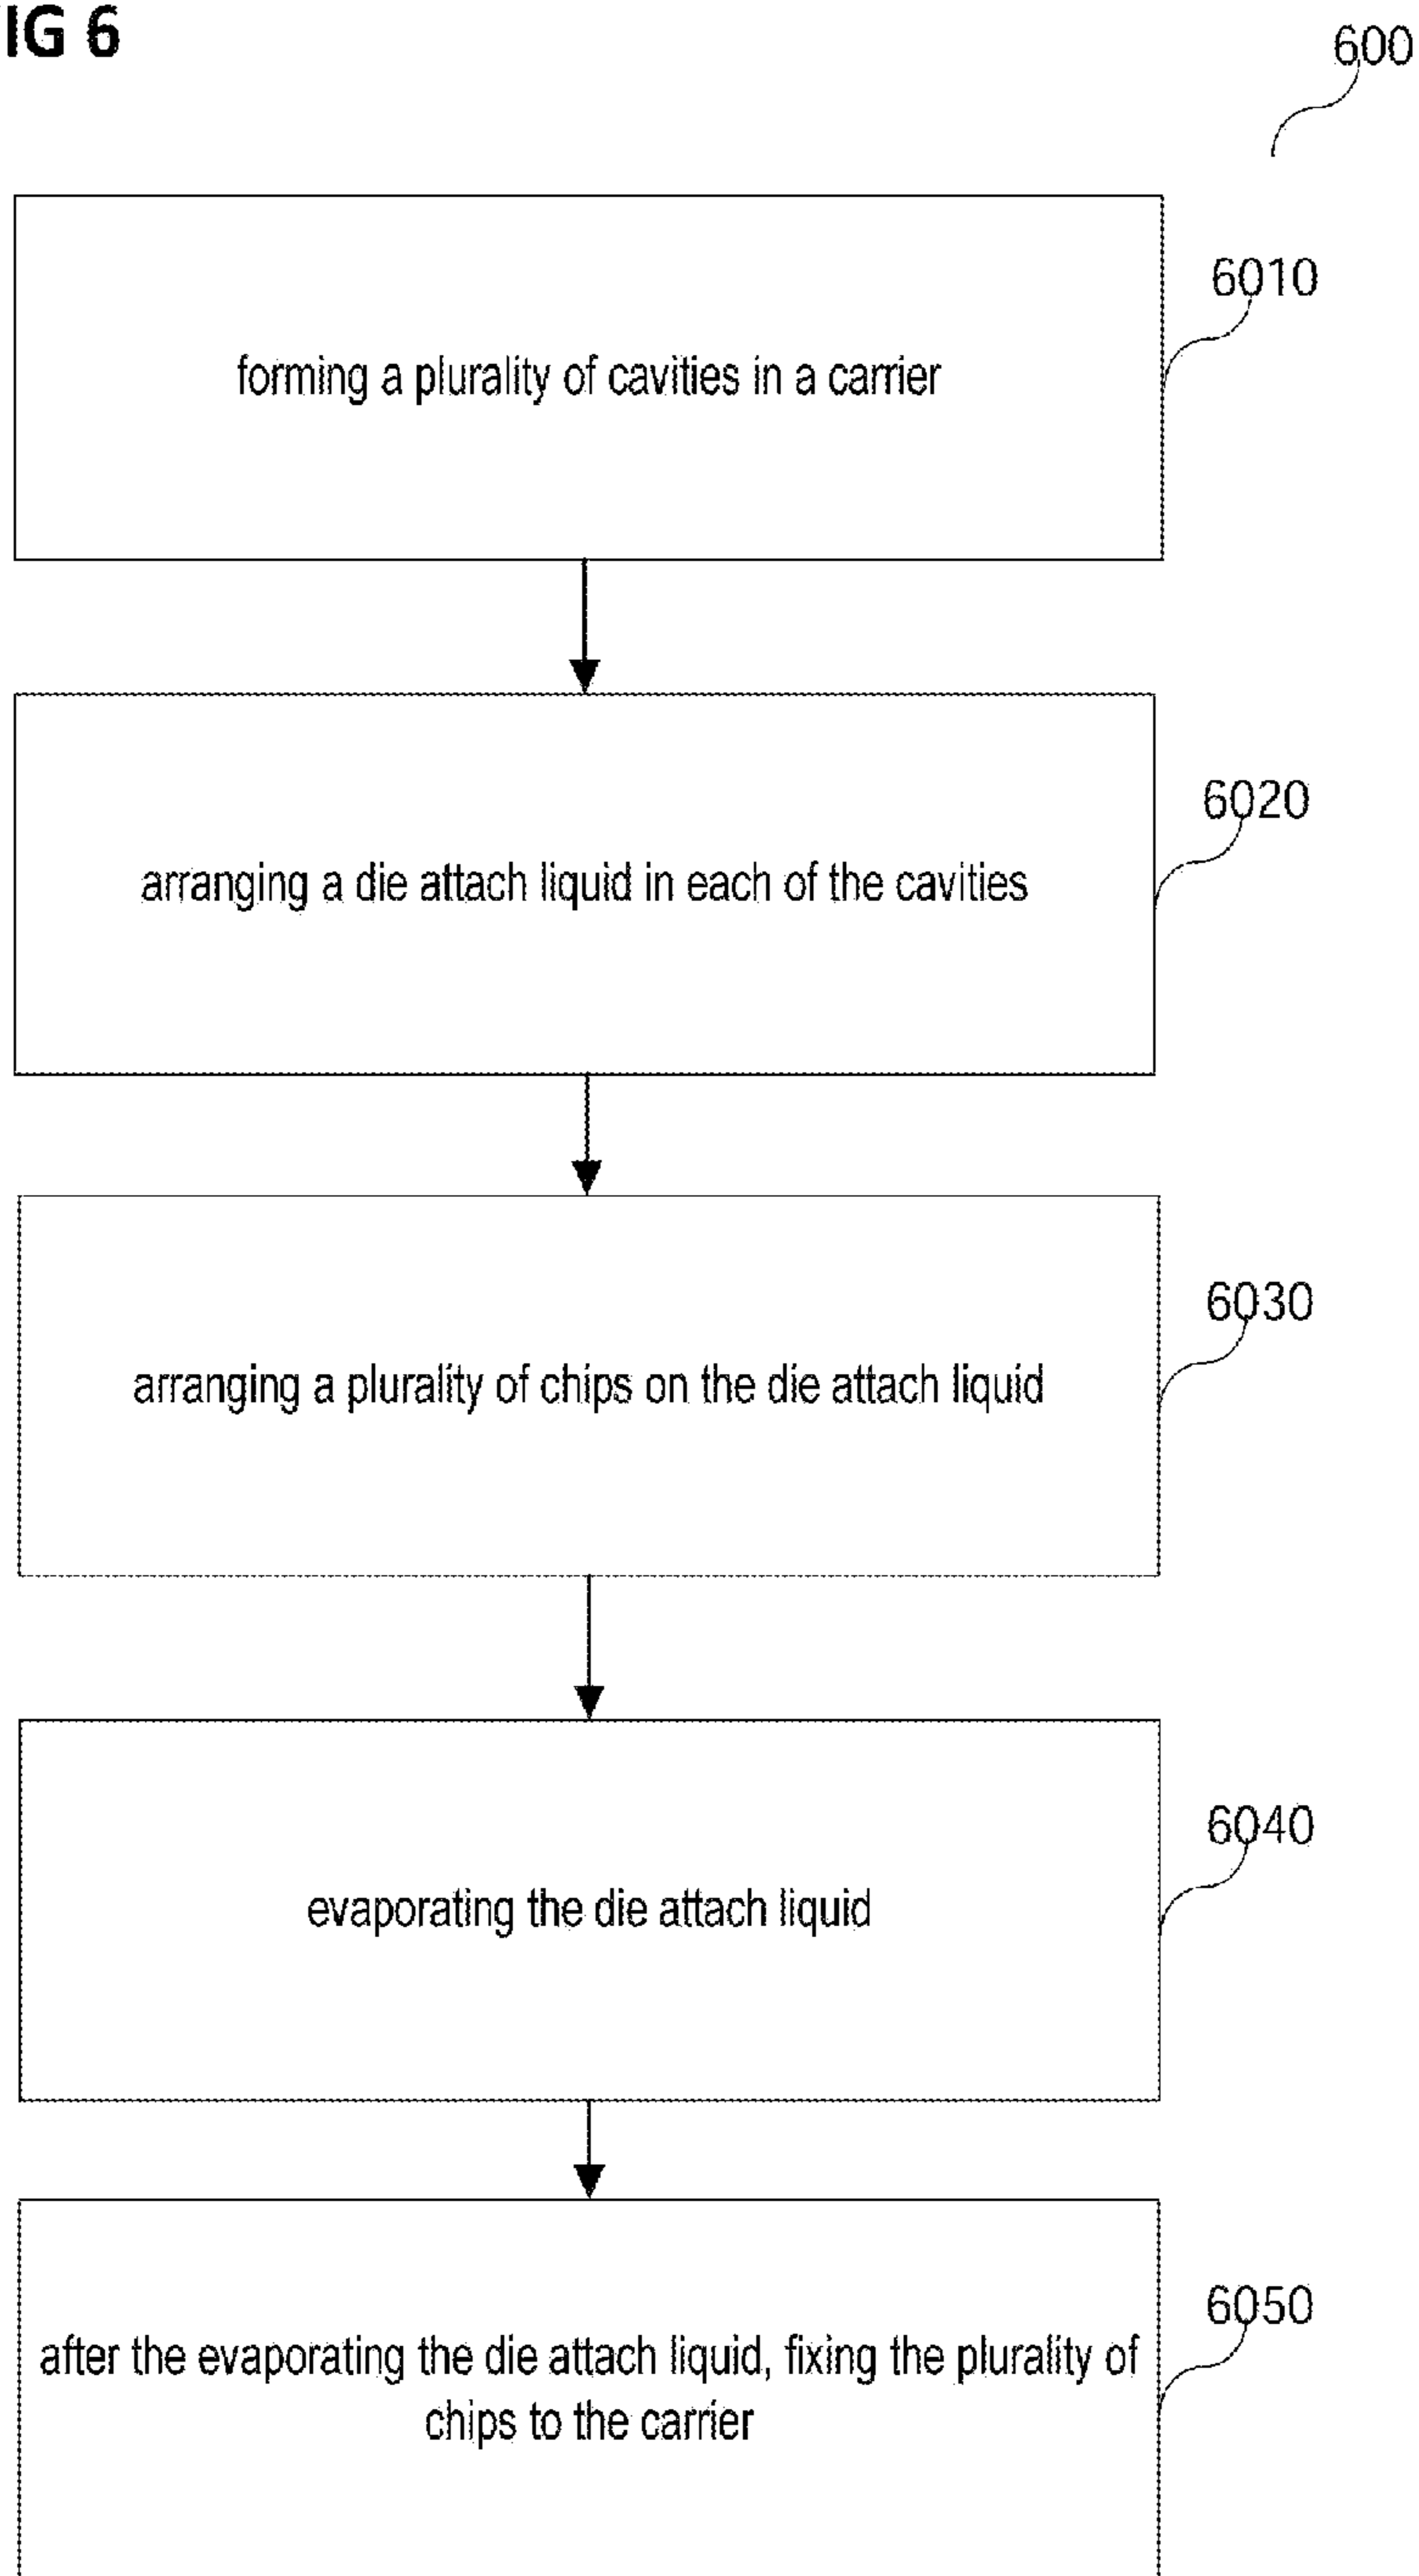 IG 6
600
6010
forming a plurality of cavities in a carrier
6020
arranging a die attach liquid in each of the cavities
6030
arranging a plurality of chips on the die attach liquid
6040
evaporating the die attach liquid
6050
after the evaporating the die attach liquid, fixing the plurality of
chips to the carrier